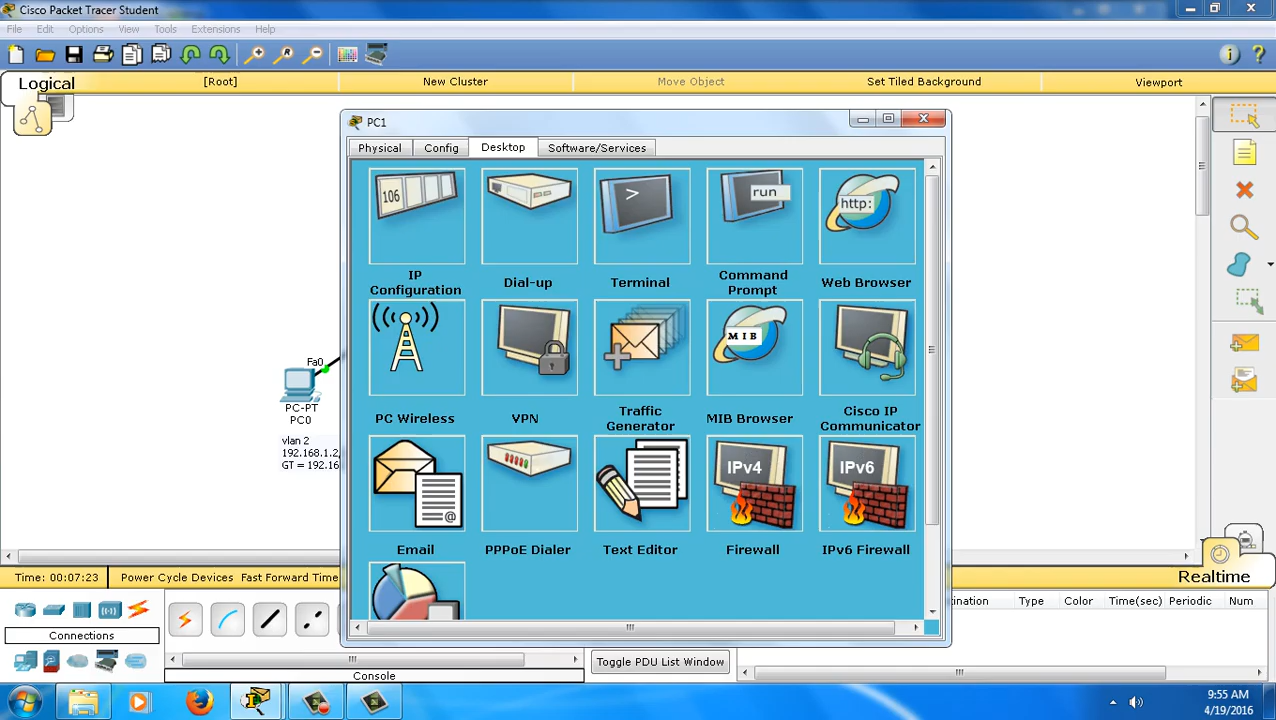 Cisco Packet Tracer Student
File Edit Options View Tools Extensions Help
Logical
[Root]
New Cluster
Move Object
Set Tiled Background
Viewport
PC1
Physical
Config
Desktop
Software/Services
106
>
run
http:
IP
Configuration
Dial-up
Terminal
Command
Prompt
Web Browser
MIB
PC Wireless
VPN
Traffic
Generator
MIB Browser
Cisco IP
Communicator
@
IPv4
IPv6
Email
PPPoE Dialer
Text Editor
Firewall
IPv6 Firewall
Fa0
PC-PT
PC0
vlan 2
192.168.1.2
GT = 192.16
Time: 00:07:23
Power Cycle Devices Fast Forward Time
Realtime
Connections
Console
Toggle PDU List Window
Type Color Time(sec) Periodic Num
9:55 AM
4/19/2016